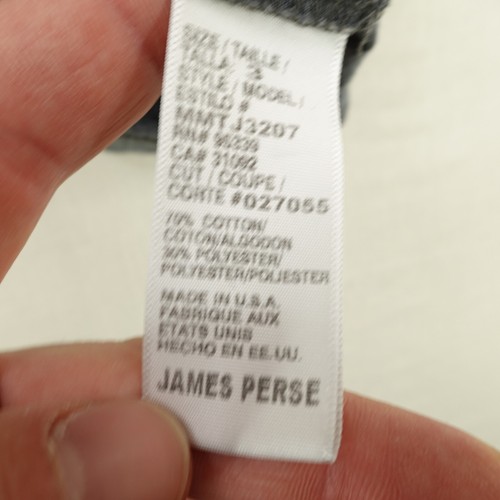 SIZE / TAILLE /
TALLA 3
STYLE / MODEL /
ESTILO #
MMTJ3207
RN# 96339
CA# 31092
CUT / COUPE /
CORTE #027055
70% COTTON/
COTON/ALGODON
30% POLYESTER/
POLYESTER/POLIESTER
MADE IN U.S.A.
FABRIQUE AUX
ETATS UNIS
HECHO EN EE.UU.
JAMES PERSE